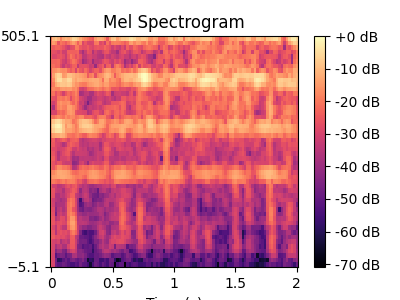 Mel Spectrogram
505.1
-5.1
0
0.5
1
1.5
2
+0 dB
-10 dB
-20 dB
-30 dB
-40 dB
-50 dB
-60 dB
-70 dB